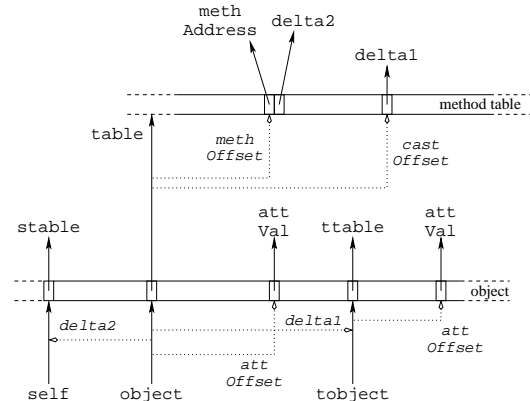 meth
Address
delta2
delta1
method table
table
meth
Offset
cast
Offset
stable
att
Val
ttable
att
Val
object
delta2
delta1
att
Offset
att
Offset
self
object
tobject